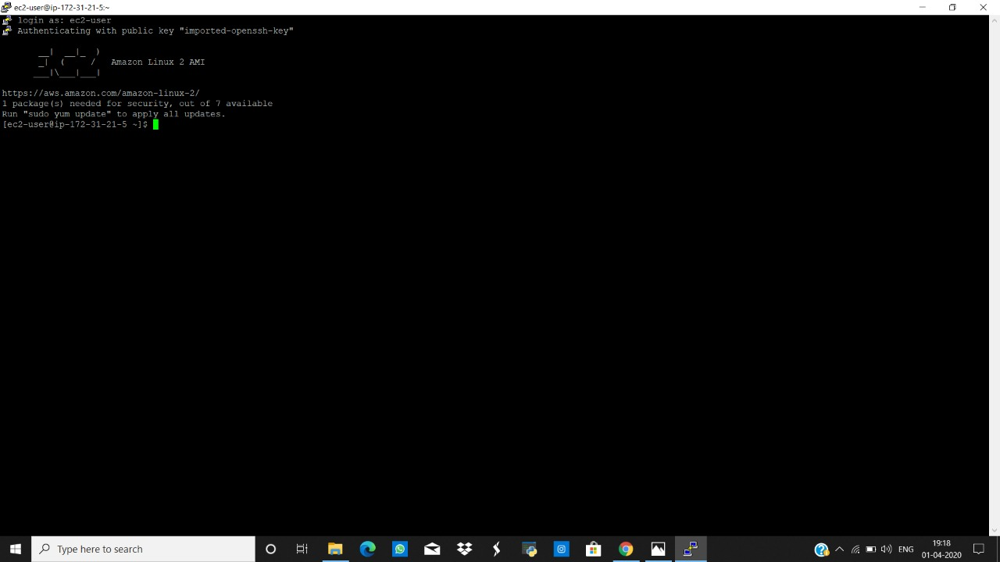 ec2-user@ip-172-31-21-5:~
login as: ec2-user
Authenticating with public key "imported-openssh-key"
       __|  __|_  )
       _|  (     /   Amazon Linux 2 AMI
      ___|\___|___|
https://aws.amazon.com/amazon-linux-2/
1 package(s) needed for security, out of 7 available
Run "sudo yum update" to apply all updates.
[ec2-user@ip-172-31-21-5 ~]$
Type here to search
ENG
19:18
01-04-2020